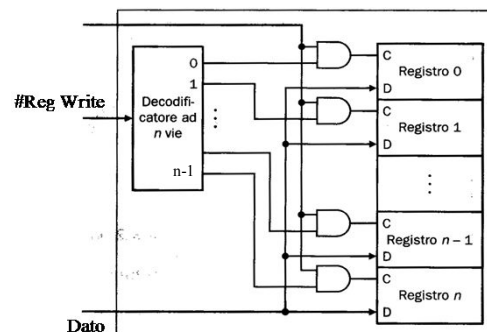 #Reg Write
Decodifi-
catore ad
n vie
0
1
n-1
C
Registro 0
D
C
Registro 1
D
C
Registro n – 1
D
C
Registro n
D
Dato